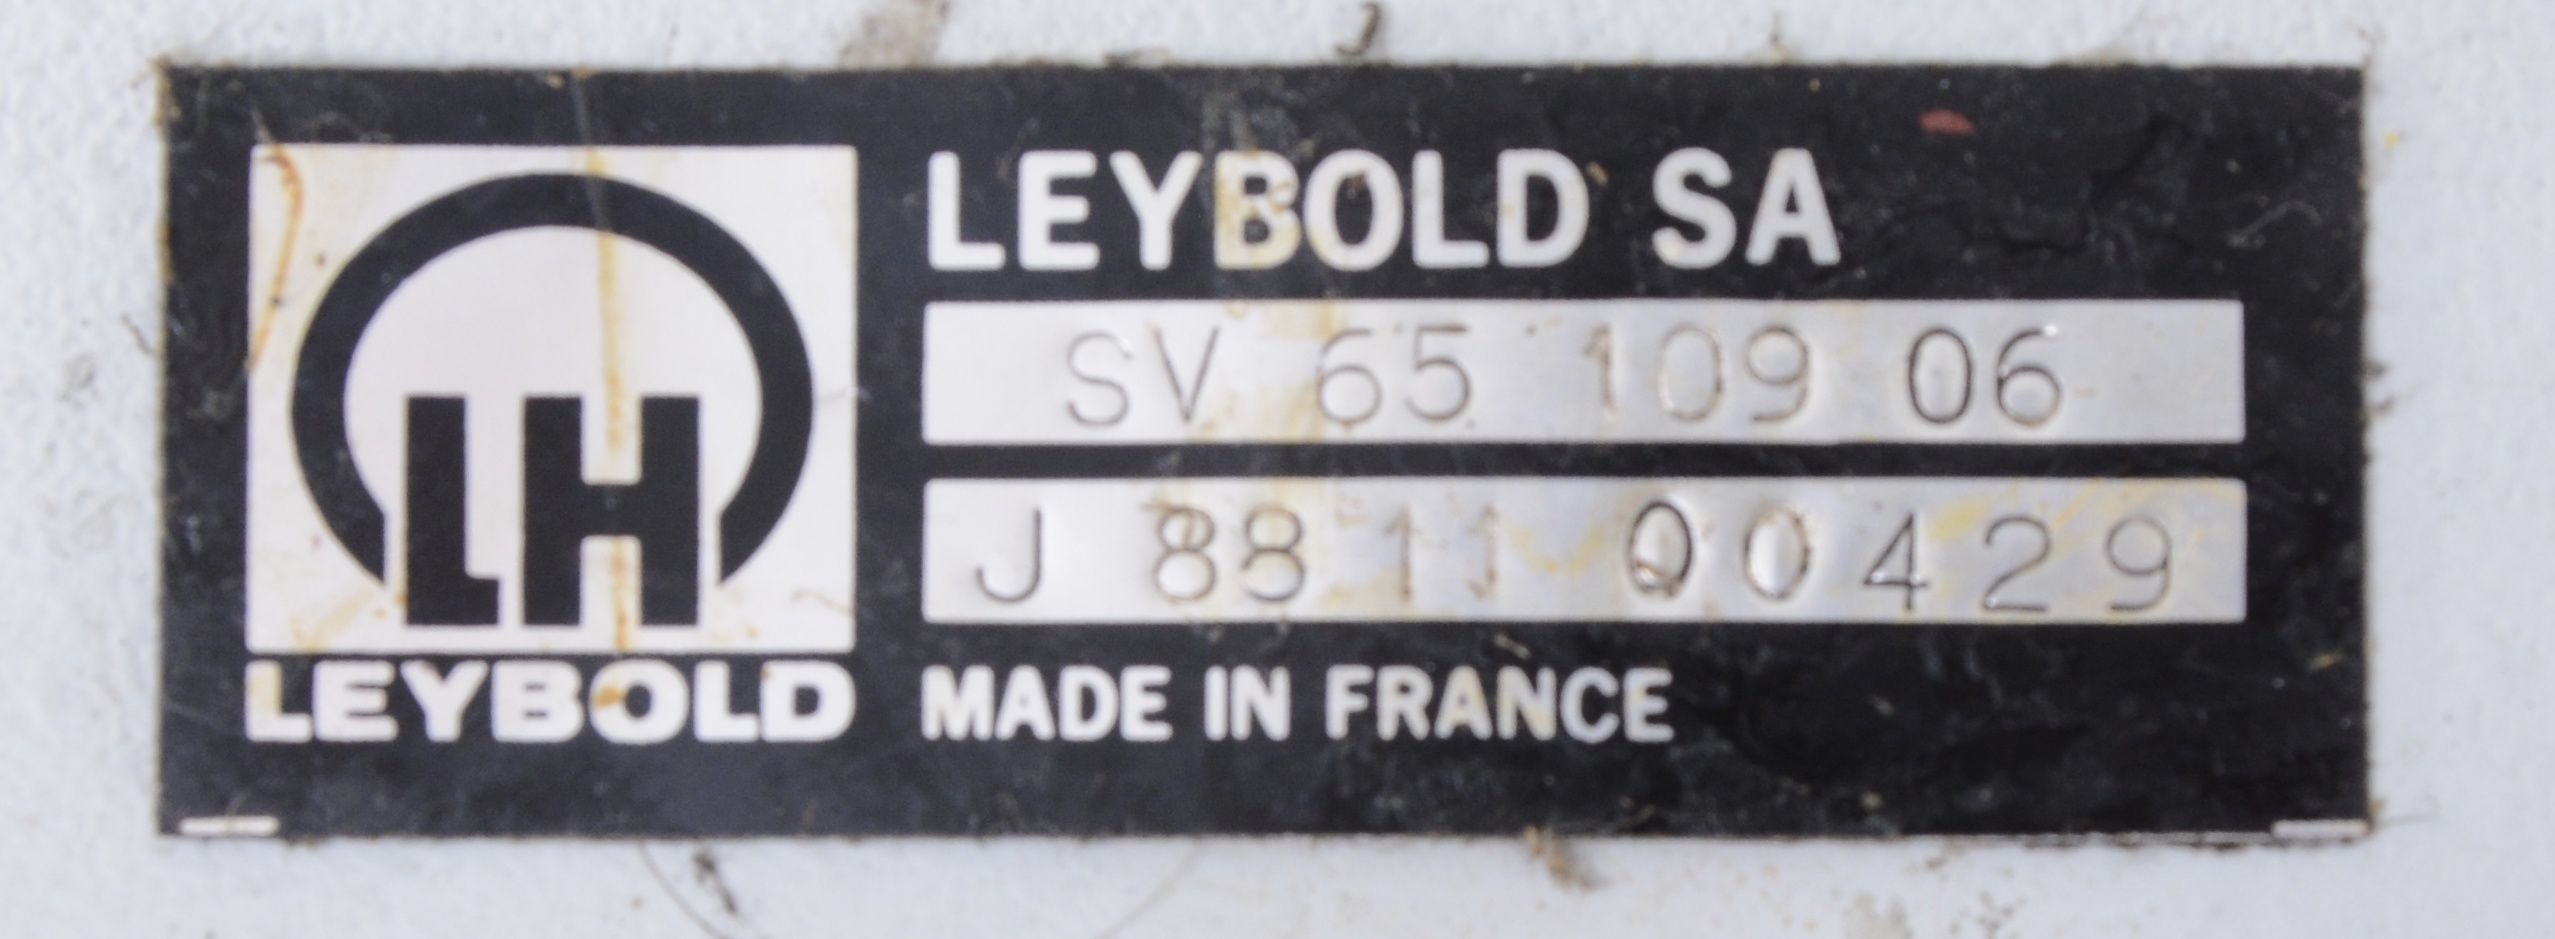 LH
LEYBOLD
LEYBOLD SA
SV 65 109 06
J 88 11 00429
MADE IN FRANCE